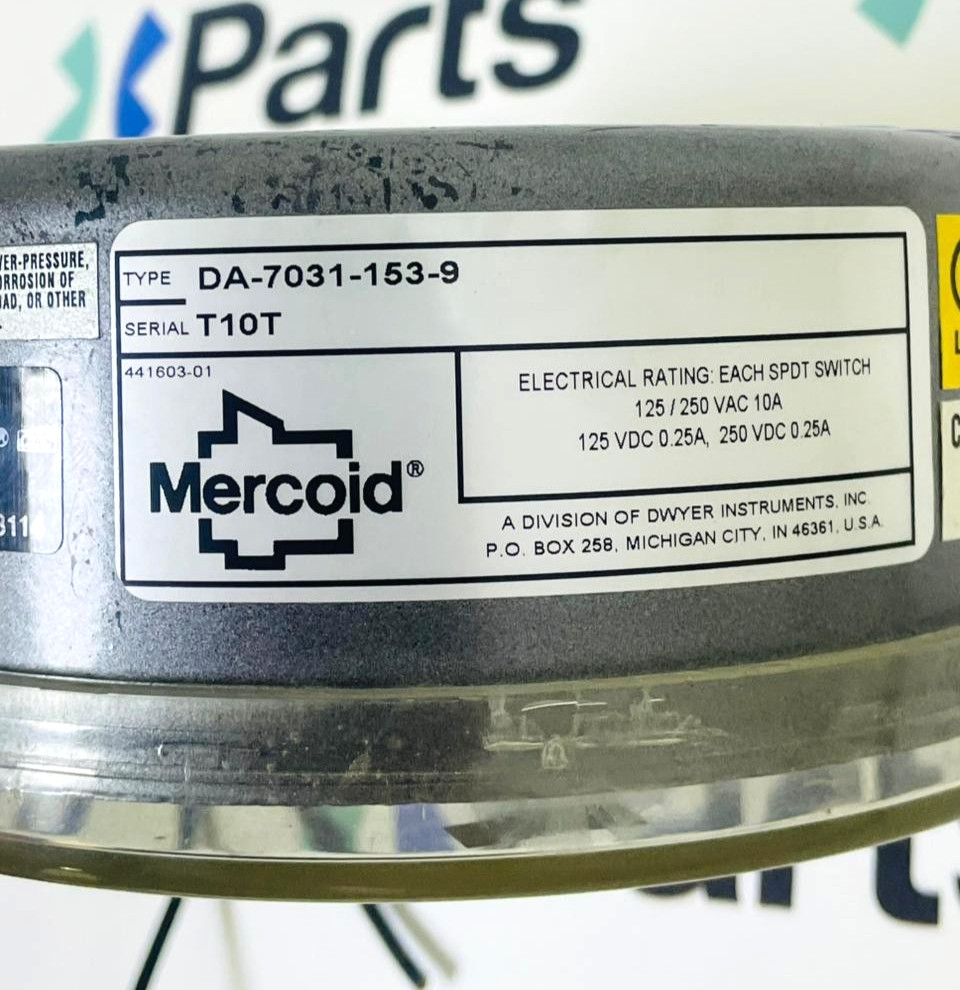 Parts
VER-PRESSURE,
ORROSION OF
OAD, OR OTHER
TYPE DA-7031-153-9
SERIAL T10T
441603-01
Mercoid®
ELECTRICAL RATING: EACH SPDT SWITCH
125 / 250 VAC 10A
125 VDC 0.25A, 250 VDC 0.25A
A DIVISION OF DWYER INSTRUMENTS, INC.
P.O. BOX 258, MICHIGAN CITY, IN 46361, U.S.A.